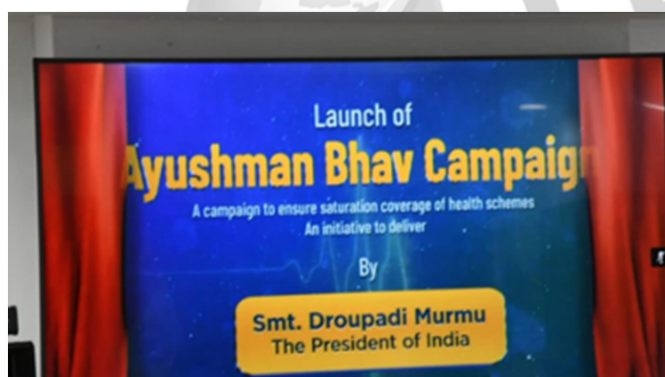 Launch of
Ayushman Bhav Campaign
A campaign to ensure saturation coverage of health schemes
An initiative to deliver
By
Smt. Droupadi Murmu
The President of India